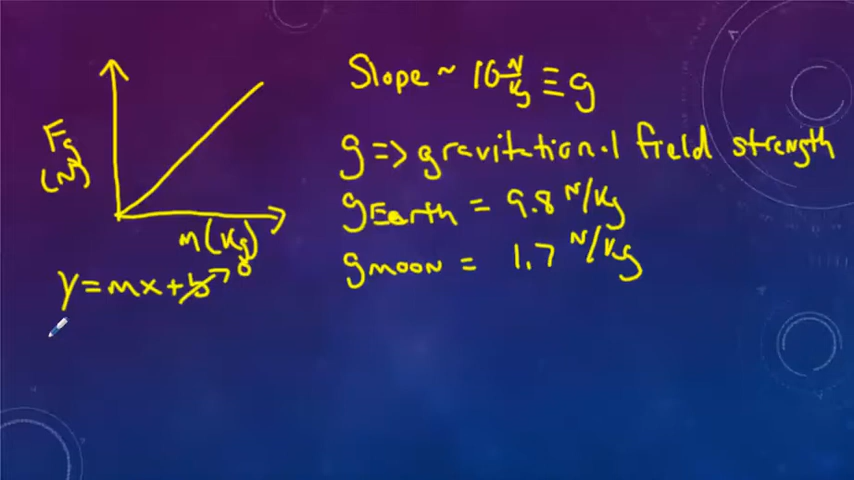 Fg
(N)
m(Kg)
y=mx+b→0
Slope ~ 10 N/Kg ≡ g
g => gravitational field strength
gEarth = 9.8 N/Kg
gmoon = 1.7 N/Kg